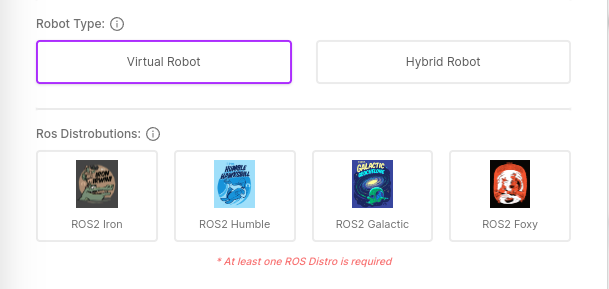 Robot Type:
Virtual Robot Hybrid Robot
Ros Distrobutions:
IRON IRWINI
HUMBLE HAWKSBILL
GALACTIC GEOCHELONE
ROS2 Iron ROS2 Humble ROS2 Galactic ROS2 Foxy
* At least one ROS Distro is required